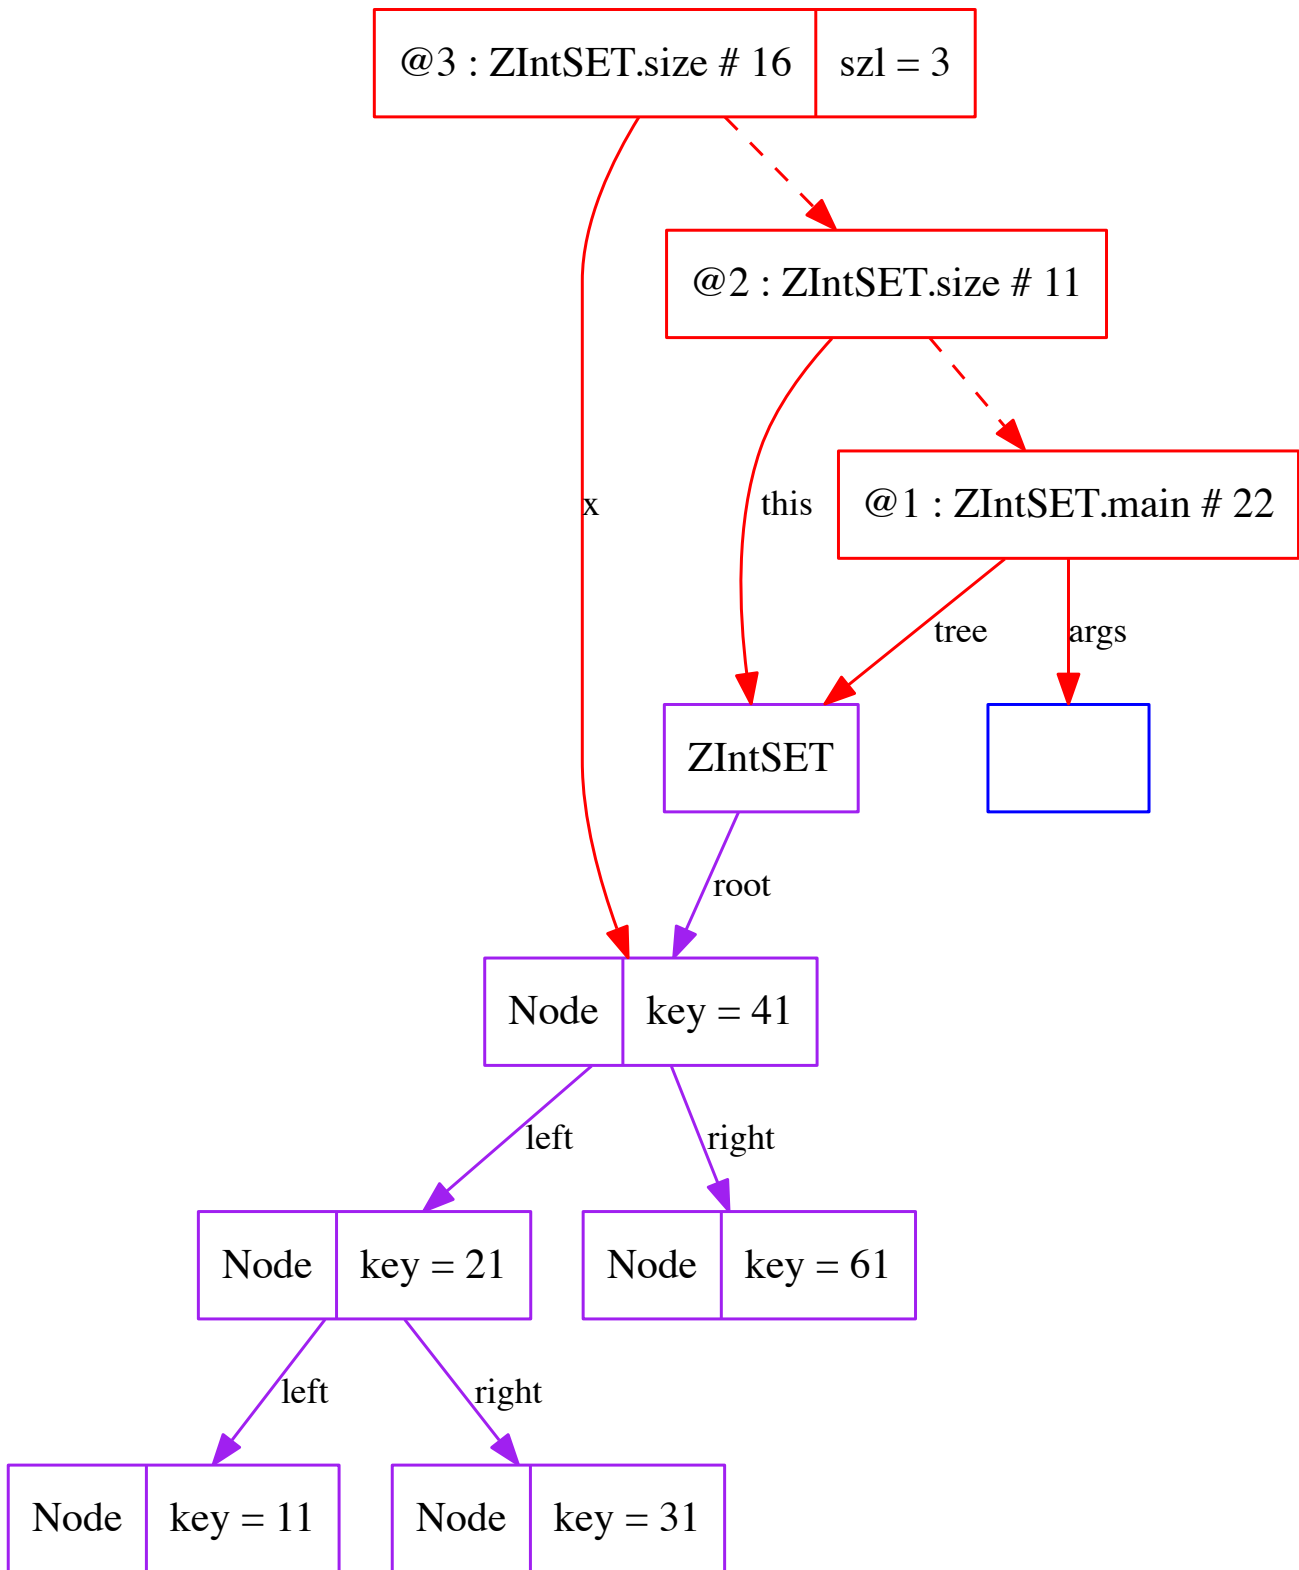 @3 : ZIntSET.size # 16 szl = 3
@2 : ZIntSET.size # 11
x
this
@1 : ZIntSET.main # 22
tree
args
ZIntSET
root
Node key = 41
left
right
Node key = 21
Node key = 61
left
right
Node key = 11
Node key = 31